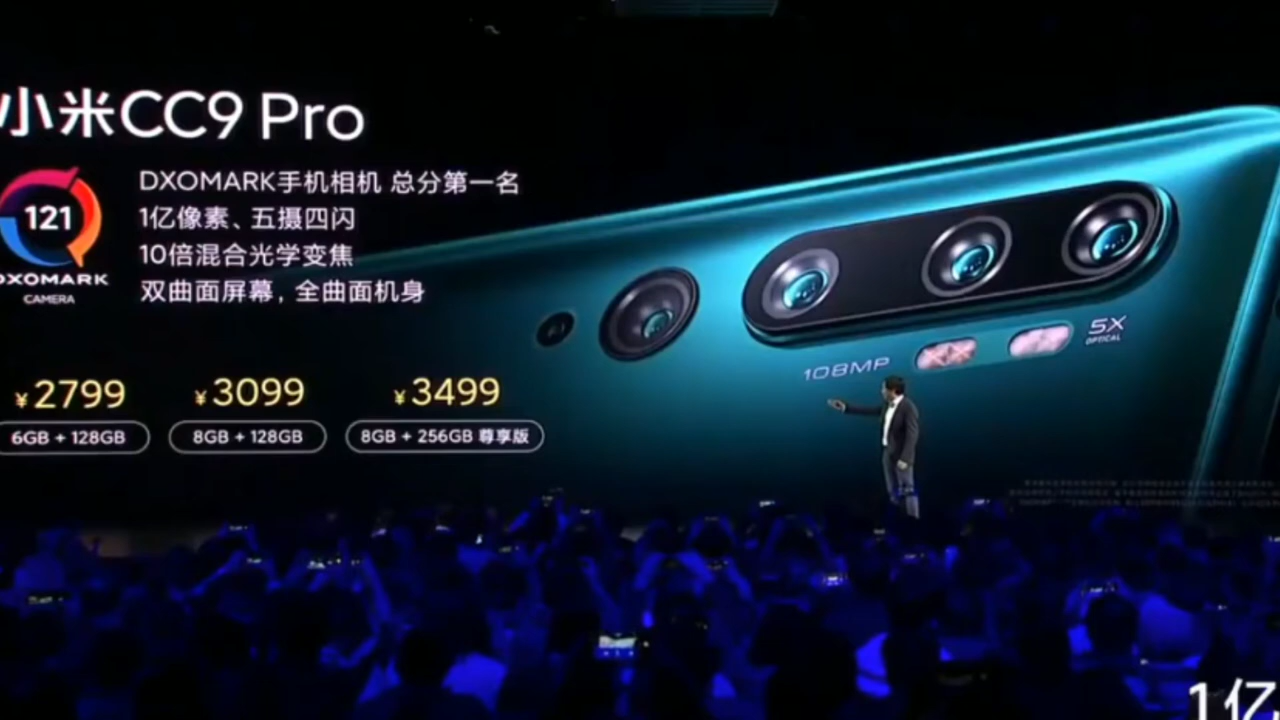 小米CC9 Pro
121
DXOMARK
CAMERA
DXOMARK手机相机 总分第一名
1亿像素、五摄四闪
10倍混合光学变焦
双曲面屏幕，全曲面机身
¥2799
6GB + 128GB
¥3099
8GB + 128GB
¥3499
8GB + 256GB 尊享版
108MP
5X
OPTICAL
1亿